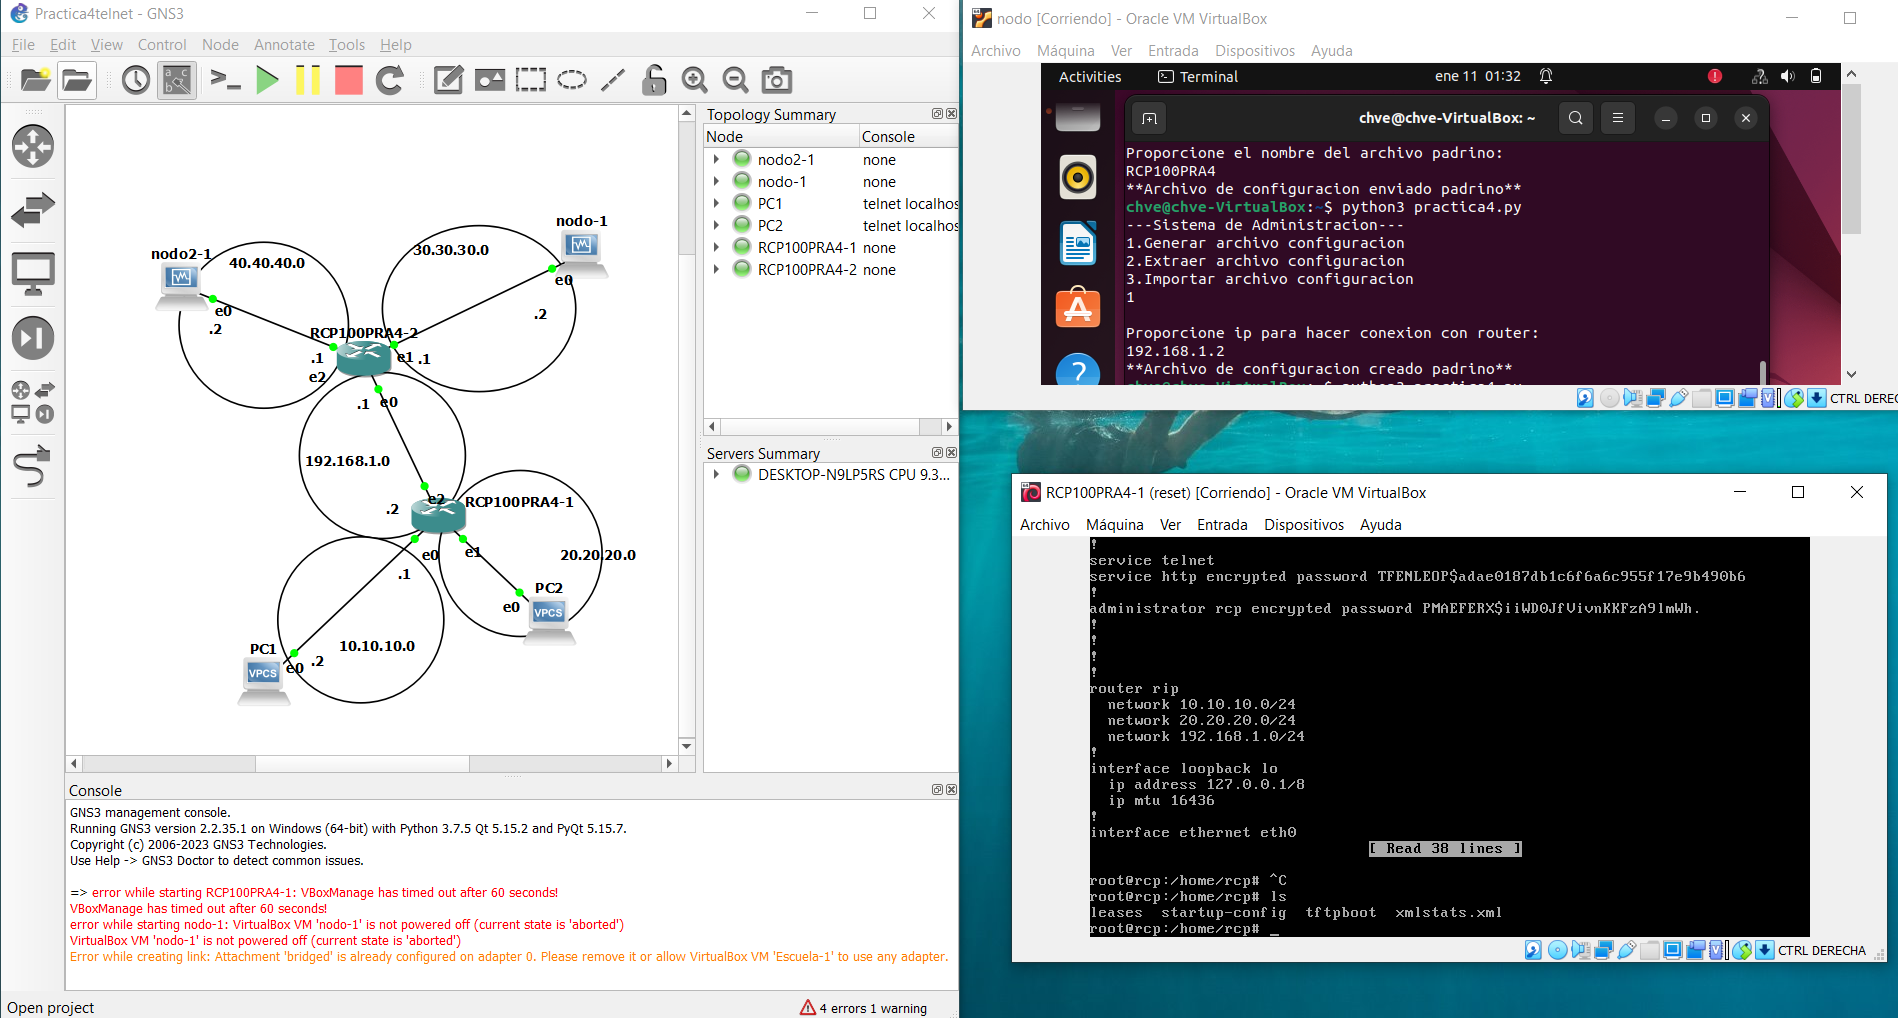 Practica4telnet - GNS3
File Edit View Control Node Annotate Tools Help
nodo2-1
40.40.40.0
e0
.2
30.30.30.0
nodo-1
e0
.2
RCP100PRA4-2
.1
e2
e1 .1
.1 e0
192.168.1.0
e2
.2
RCP100PRA4-1
e0
e1
.1
20.20.20.0
PC2
e0
VPCS
10.10.10.0
PC1
e0 .2
VPCS
Topology Summary
Node Console
nodo2-1 none
nodo-1 none
PC1 telnet localhos
PC2 telnet localhos
RCP100PRA4-1 none
RCP100PRA4-2 none
Servers Summary
DESKTOP-N9LP5RS CPU 9.3...
Console
GNS3 management console.
Running GNS3 version 2.2.35.1 on Windows (64-bit) with Python 3.7.5 Qt 5.15.2 and PyQt 5.15.7.
Copyright (c) 2006-2023 GNS3 Technologies.
Use Help -> GNS3 Doctor to detect common issues.
=> error while starting RCP100PRA4-1: VBoxManage has timed out after 60 seconds!
VBoxManage has timed out after 60 seconds!
error while starting nodo-1: VirtualBox VM 'nodo-1' is not powered off (current state is 'aborted')
VirtualBox VM 'nodo-1' is not powered off (current state is 'aborted')
Error while creating link: Attachment 'bridged' is already configured on adapter 0. Please remove it or allow VirtualBox VM 'Escuela-1' to use any adapter.
Open project
4 errors 1 warning
nodo [Corriendo] - Oracle VM VirtualBox
Archivo Máquina Ver Entrada Dispositivos Ayuda
Activities Terminal ene 11 01:32
chve@chve-VirtualBox: ~
Proporcione el nombre del archivo padrino:
RCP100PRA4
**Archivo de configuracion enviado padrino**
chve@chve-VirtualBox:~$ python3 practica4.py
---Sistema de Administracion---
1.Generar archivo configuracion
2.Extraer archivo configuracion
3.Importar archivo configuracion
1
Proporcione ip para hacer conexion con router:
192.168.1.2
**Archivo de configuracion creado padrino**
chve@chve-VirtualBox:~$ python3 practica4.py
CTRL DEREC
RCP100PRA4-1 (reset) [Corriendo] - Oracle VM VirtualBox
Archivo Máquina Ver Entrada Dispositivos Ayuda
!
service telnet
service http encrypted password TFENLEOP$adae0187db1c6f6a6c955f17e9b490b6
!
administrator rcp encrypted password PMAEFERX$iiWD0JfVivnKKFzA9lmWh.
!
!
!
!
router rip
network 10.10.10.0/24
network 20.20.20.0/24
network 192.168.1.0/24
!
interface loopback lo
ip address 127.0.0.1/8
ip mtu 16436
!
interface ethernet eth0
[ Read 38 lines ]
root@rcp:/home/rcp# ^C
root@rcp:/home/rcp# ls
leases startup-config tftpboot xmlstats.xml
root@rcp:/home/rcp# _
CTRL DERECHA